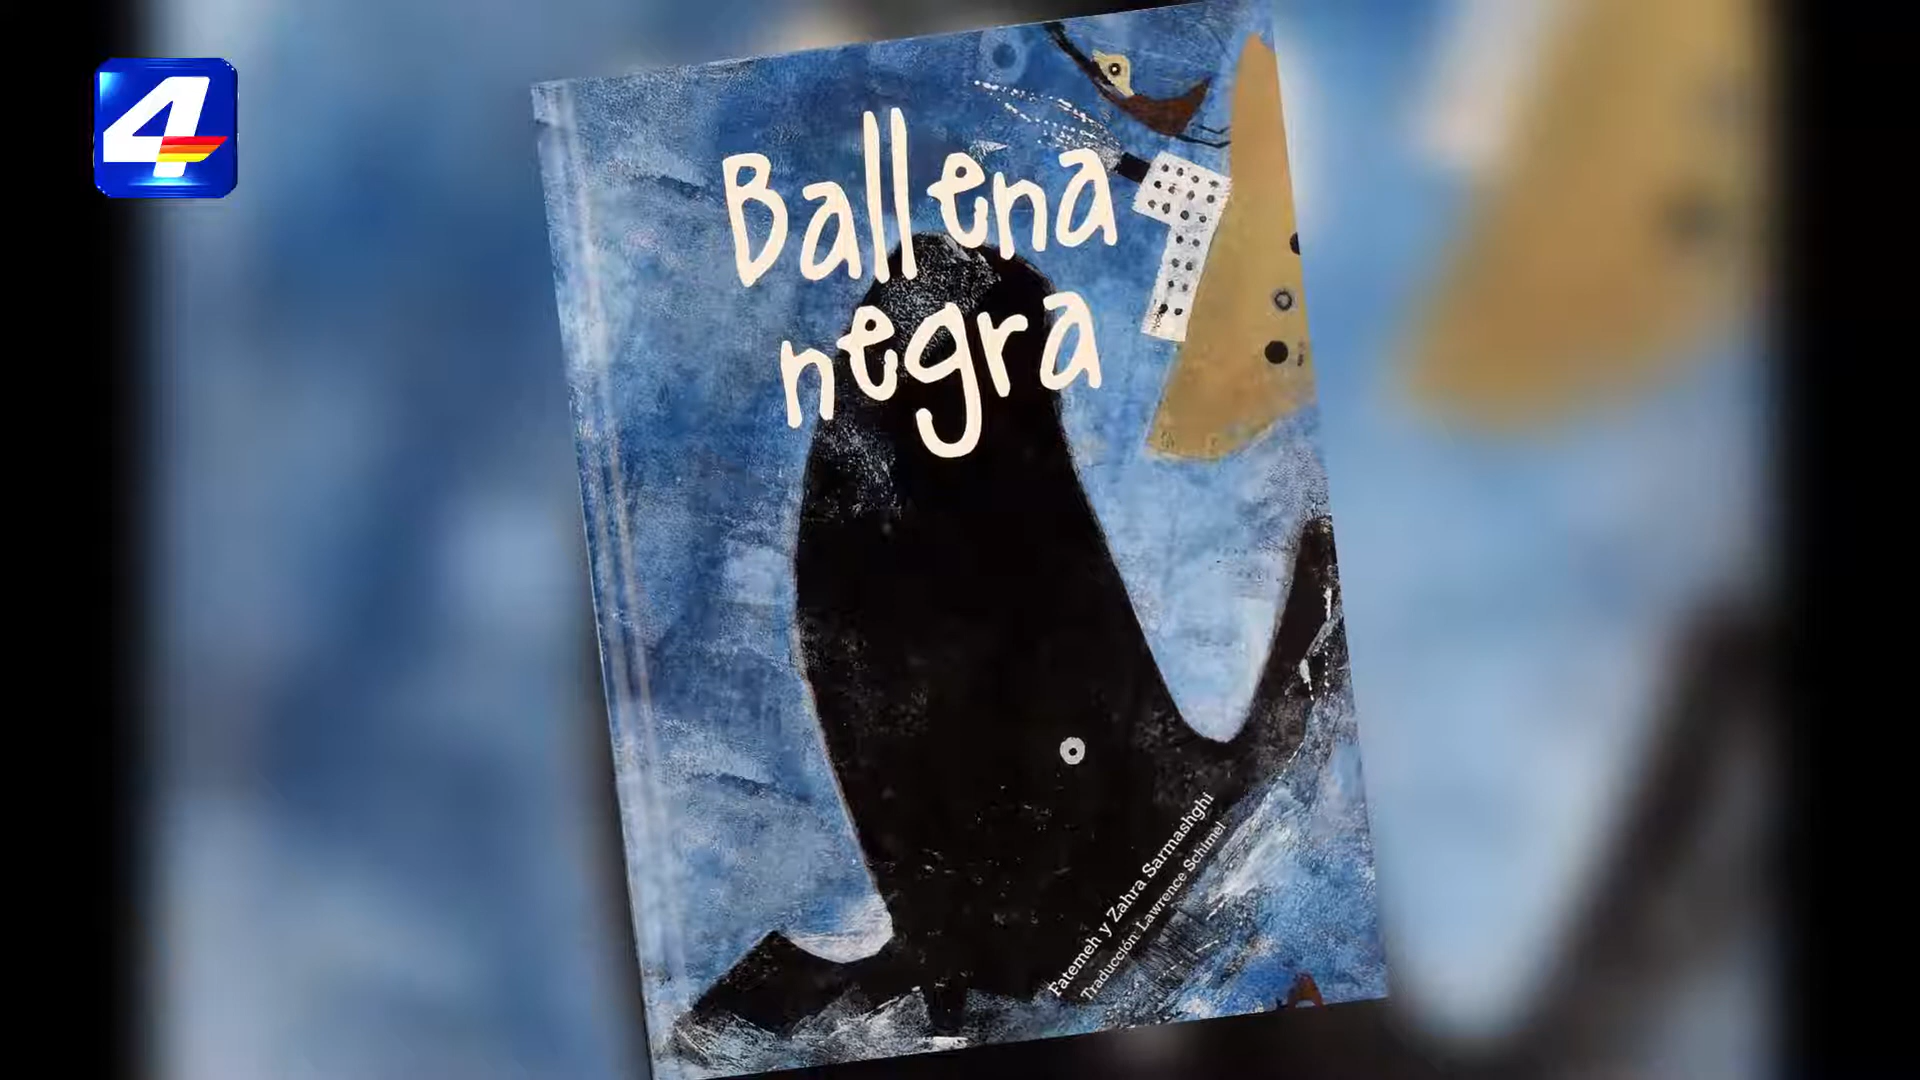 4
Ballena
negra
Fatemeh y Zahra Sarmashghi
Traducción: Lawrence Schimel